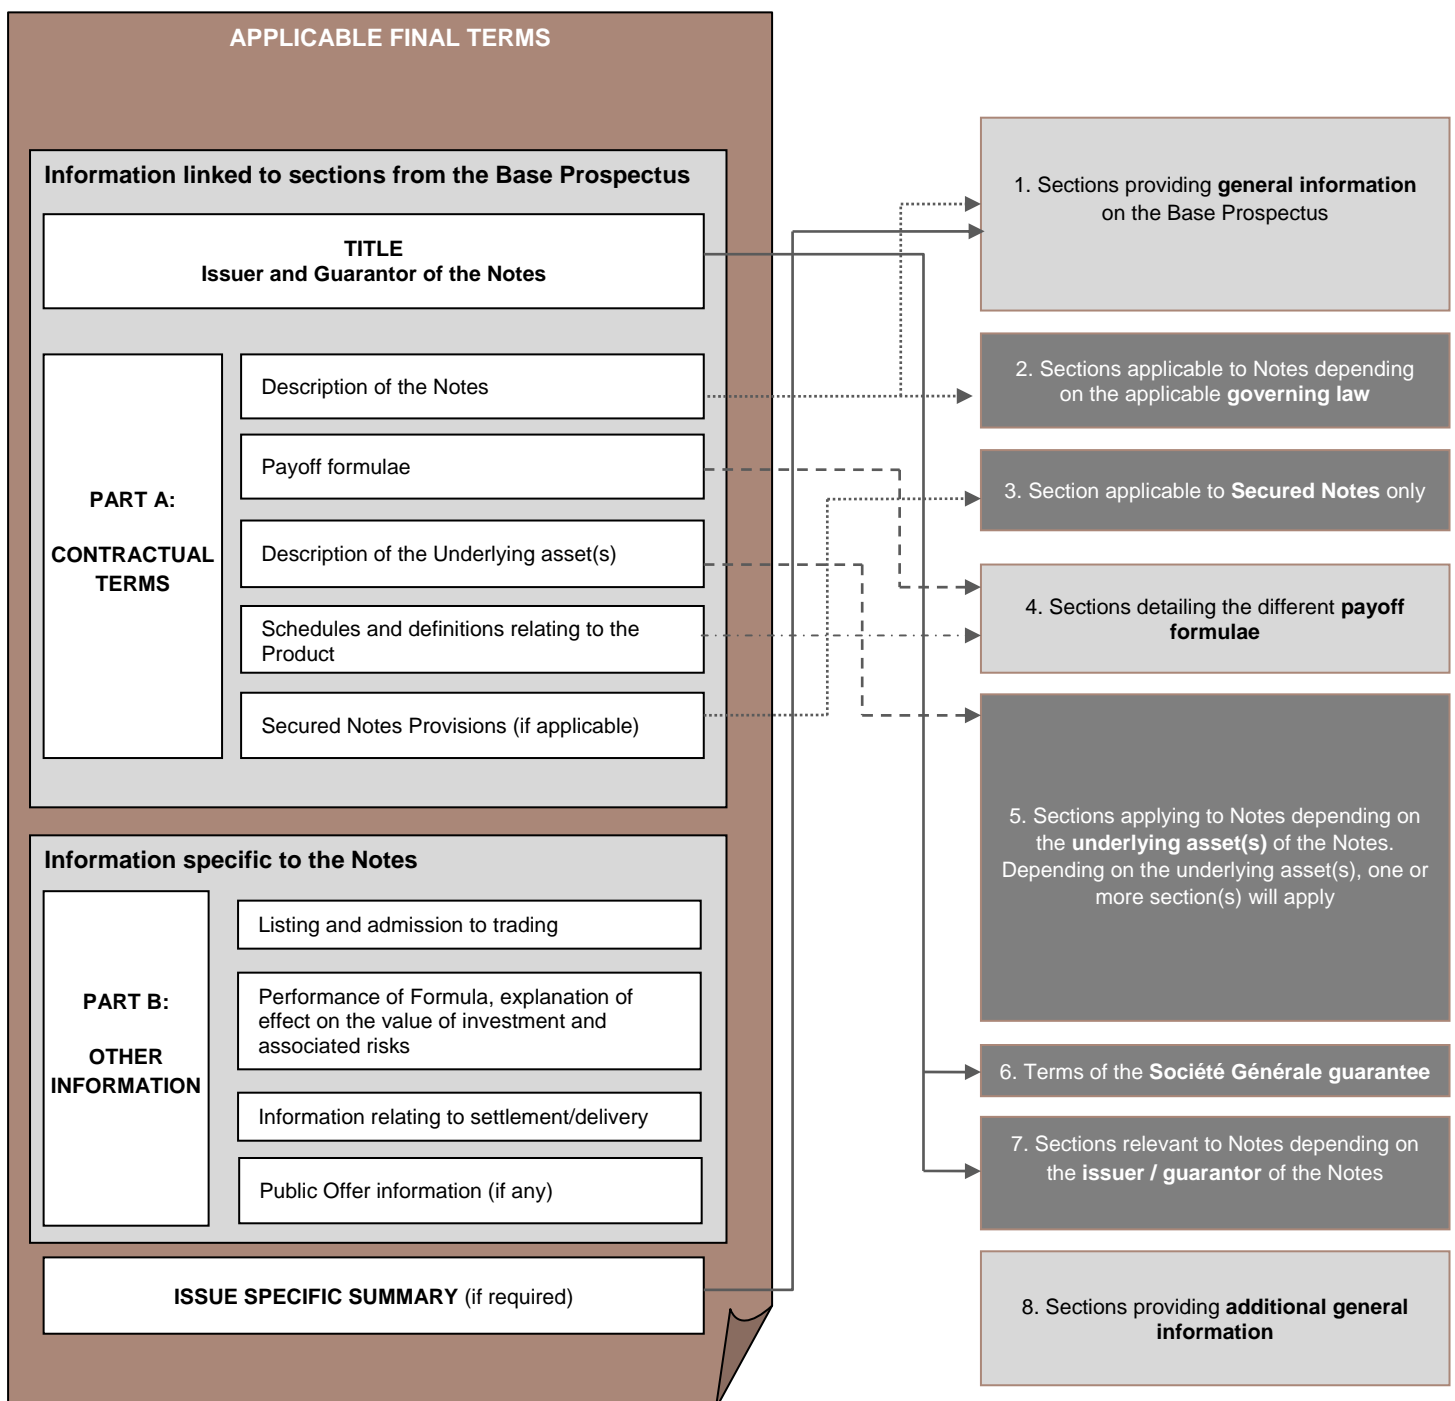 APPLICABLE FINAL TERMS
Information linked to sections from the Base Prospectus
TITLE
Issuer and Guarantor of the Notes
PART A:
CONTRACTUAL
TERMS
Description of the Notes
Payoff formulae
Description of the Underlying asset(s)
Schedules and definitions relating to the
Product
Secured Notes Provisions (if applicable)
Information specific to the Notes
PART B:
OTHER
INFORMATION
Listing and admission to trading
Performance of Formula, explanation of
effect on the value of investment and
associated risks
Information relating to settlement/delivery
Public Offer information (if any)
ISSUE SPECIFIC SUMMARY (if required)
1. Sections providing general information
on the Base Prospectus
2. Sections applicable to Notes depending
on the applicable governing law
3. Section applicable to Secured Notes only
4. Sections detailing the different payoff
formulae
5. Sections applying to Notes depending on
the underlying asset(s) of the Notes.
Depending on the underlying asset(s), one or
more section(s) will apply
6. Terms of the Société Générale guarantee
7. Sections relevant to Notes depending on
the issuer / guarantor of the Notes
8. Sections providing additional general
information